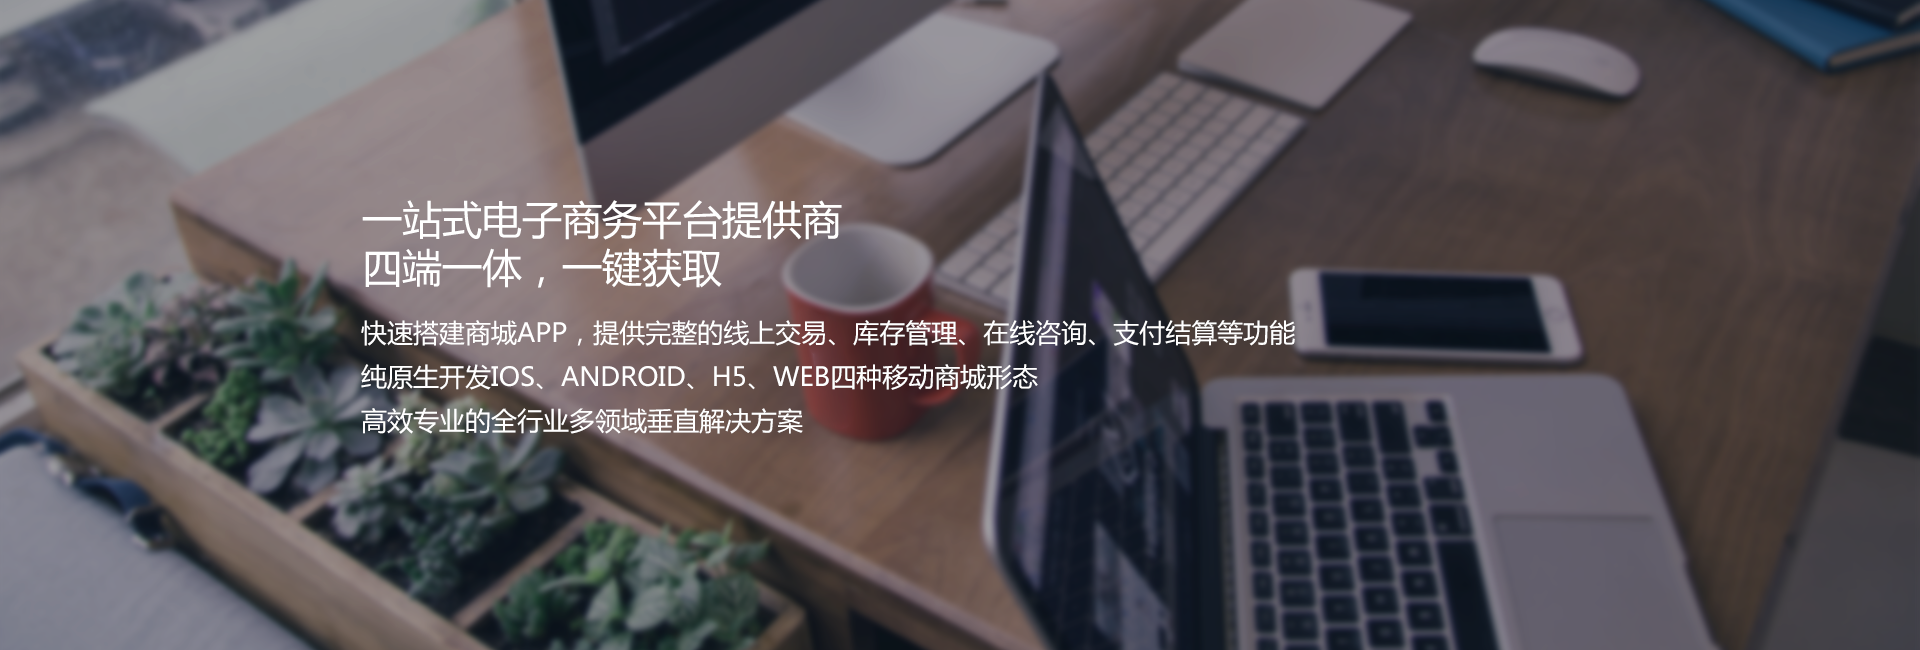 一站式电子商务平台提供商
四端一体，一键获取
快速搭建商城APP，提供完整的线上交易、库存管理、在线咨询、支付结算等功能
纯原生开发IOS、ANDROID、H5、WEB四种移动商城形态
高效专业的全行业多领域垂直解决方案